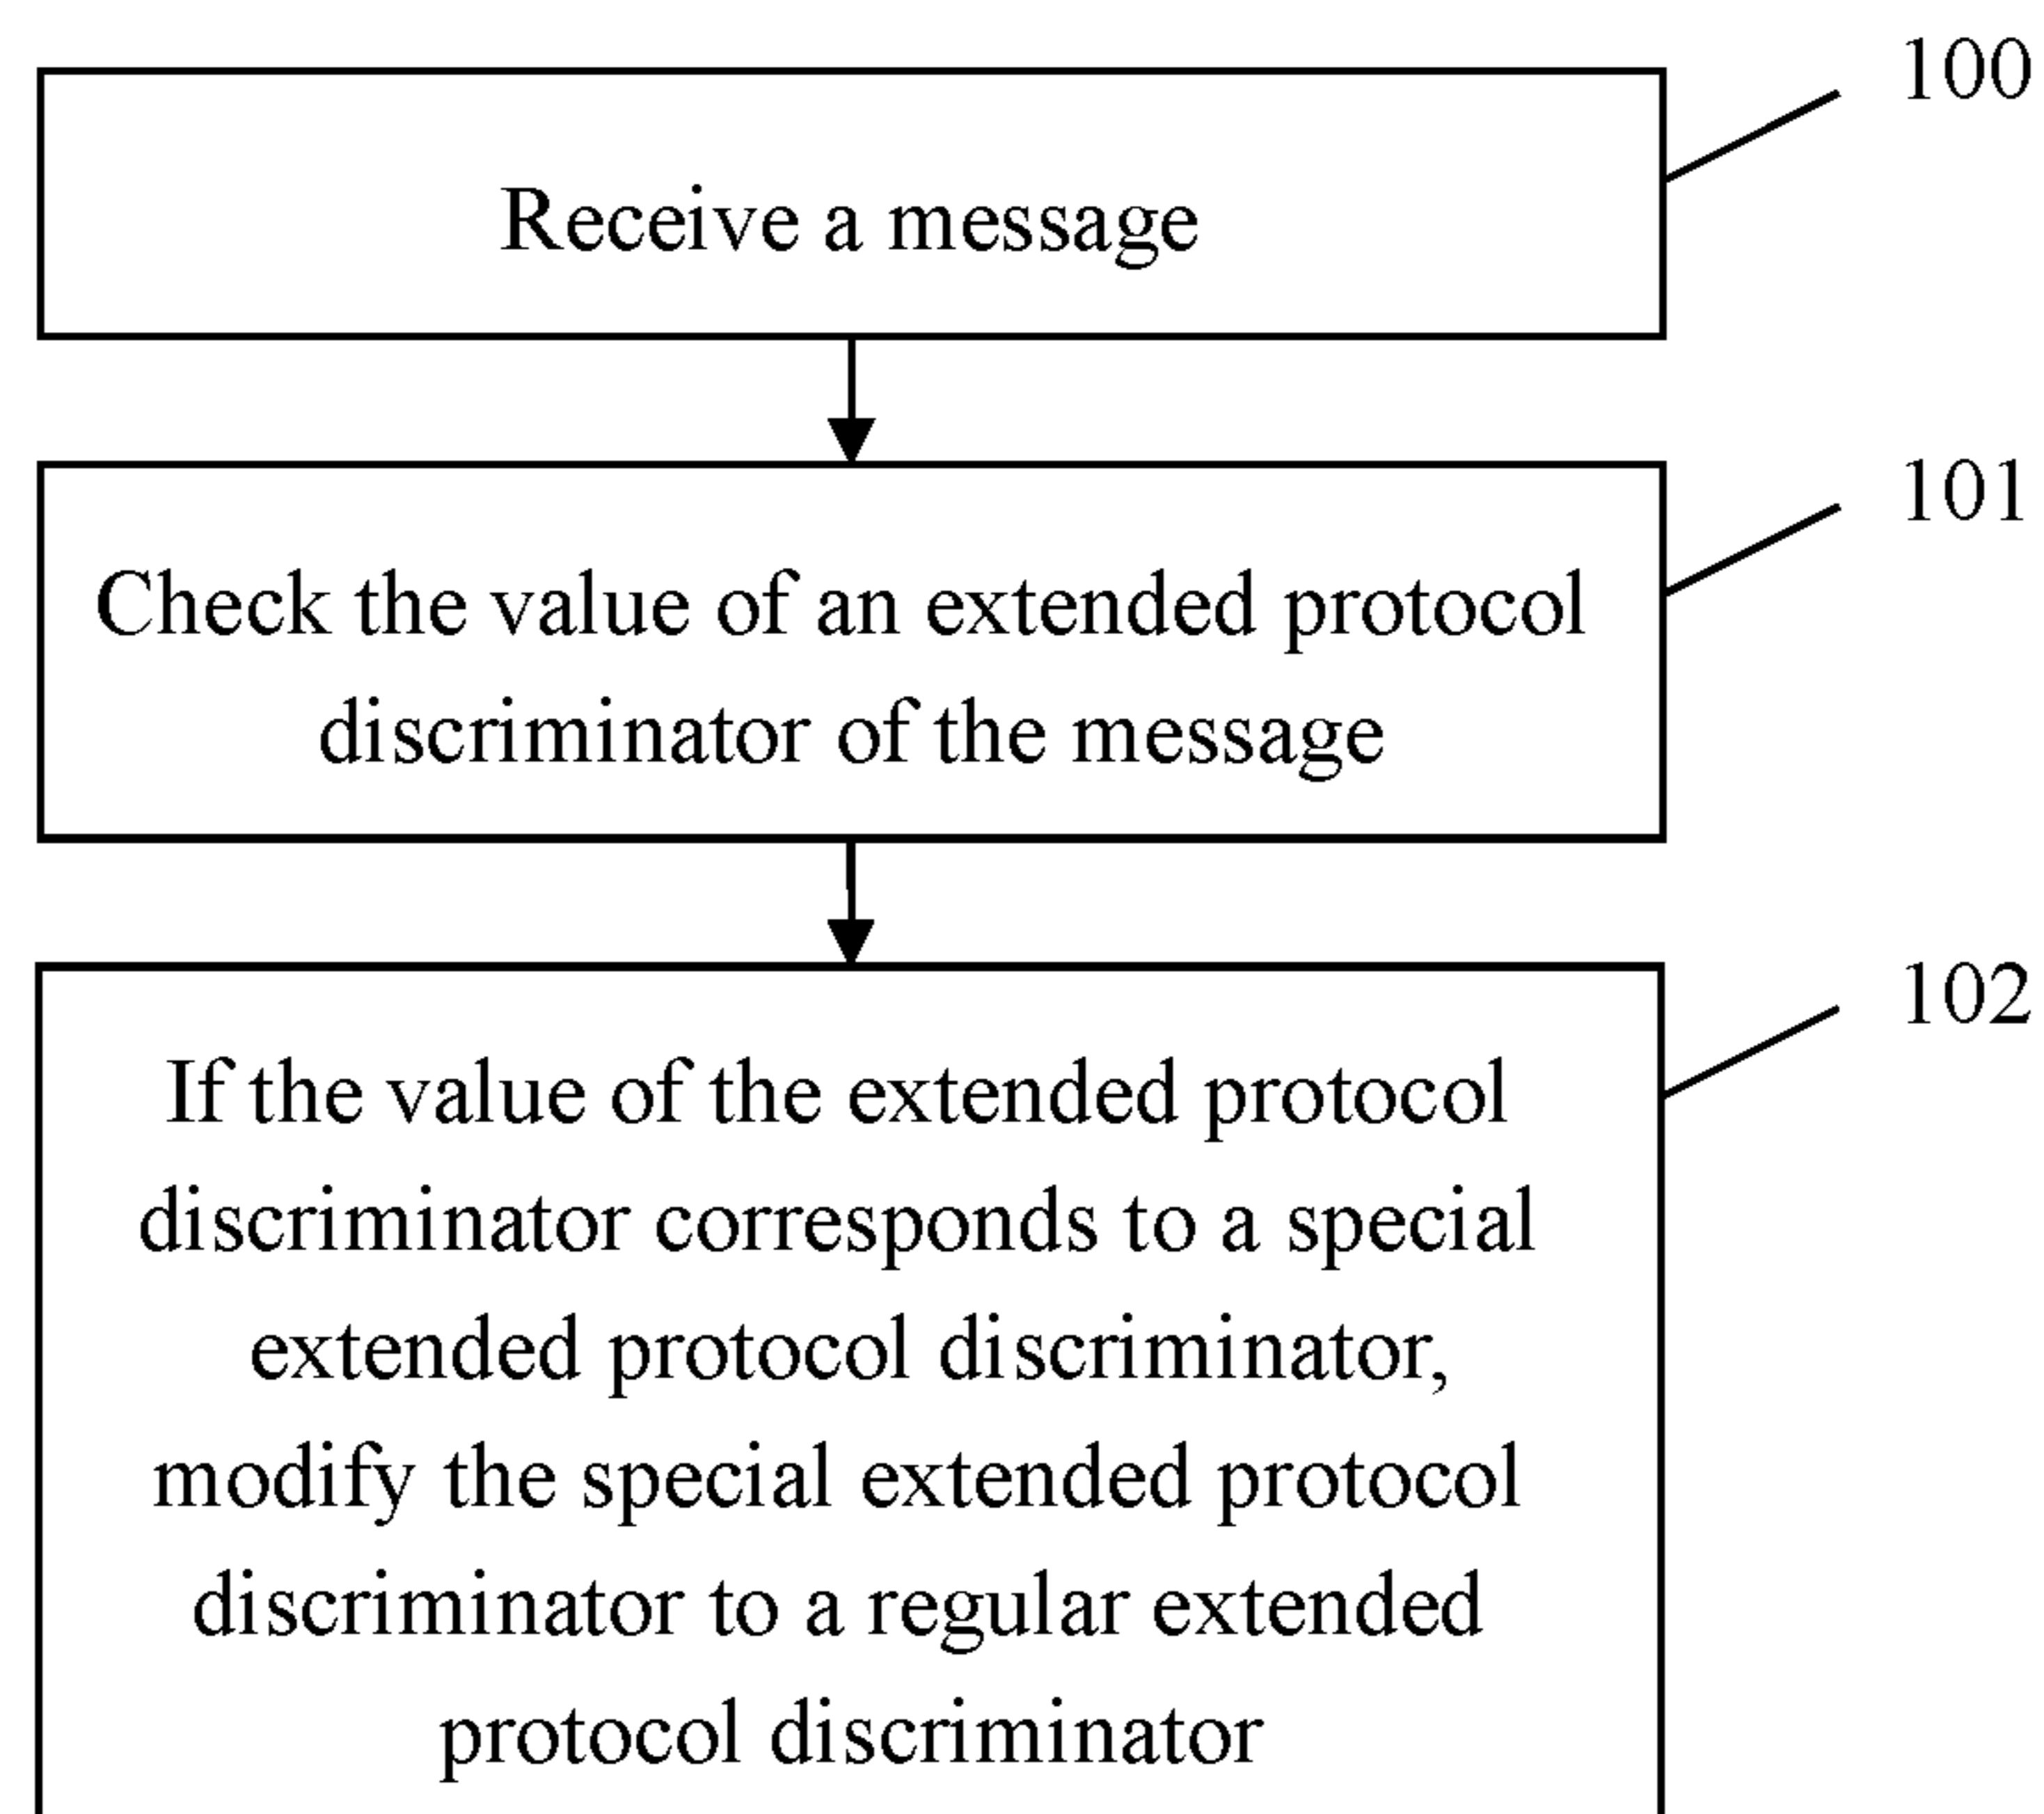 100
Receive a message
101
Check the value of an extended protocol
discriminator of the message
102
If the value of the extended protocol
discriminator corresponds to a special
extended protocol discriminator,
modify the special extended protocol
discriminator to a regular extended
protocol discriminator